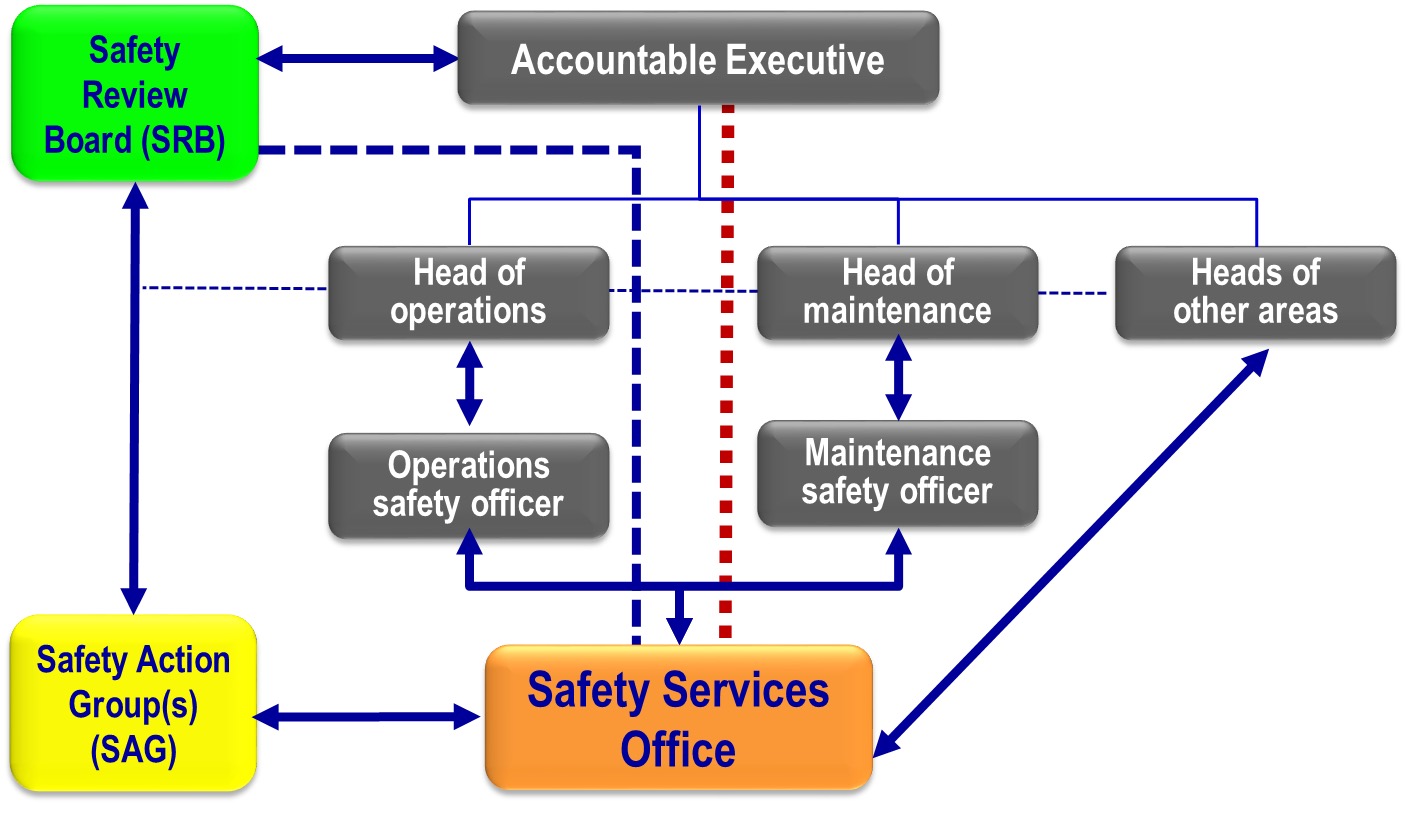 Safety
Review
Board (SRB)
Accountable Executive
Head of
operations
Head of
maintenance
Heads of
other areas
Operations
safety officer
Maintenance
safety officer
Safety Action
Group(s)
(SAG)
Safety Services
Office